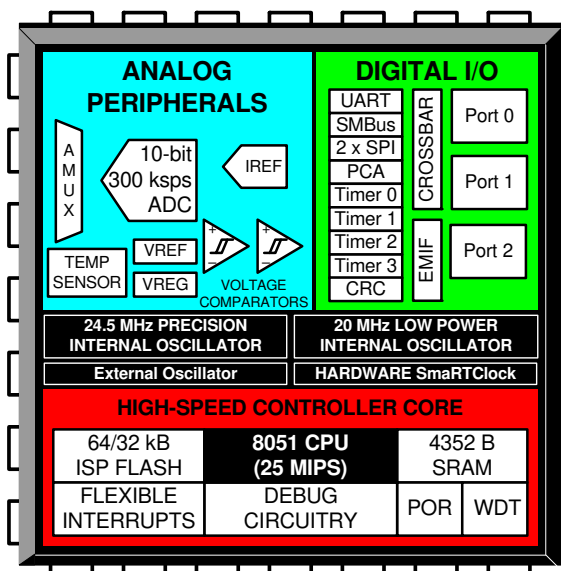 ANALOG
PERIPHERALS
A
M
U
X
10-bit
300 ksps
ADC
IREF
+
–
+
–
TEMP
SENSOR
VREF
VREG
VOLTAGE
COMPARATORS
DIGITAL I/O
UART
SMBus
2 x SPI
PCA
Timer 0
Timer 1
Timer 2
Timer 3
CRC
CROSSBAR
EMIF
Port 0
Port 1
Port 2
24.5 MHz PRECISION
INTERNAL OSCILLATOR
20 MHz LOW POWER
INTERNAL OSCILLATOR
External Oscillator
HARDWARE SmaRTClock
HIGH-SPEED CONTROLLER CORE
64/32 kB
ISP FLASH
8051 CPU
(25 MIPS)
4352 B
SRAM
FLEXIBLE
INTERRUPTS
DEBUG
CIRCUITRY
POR
WDT